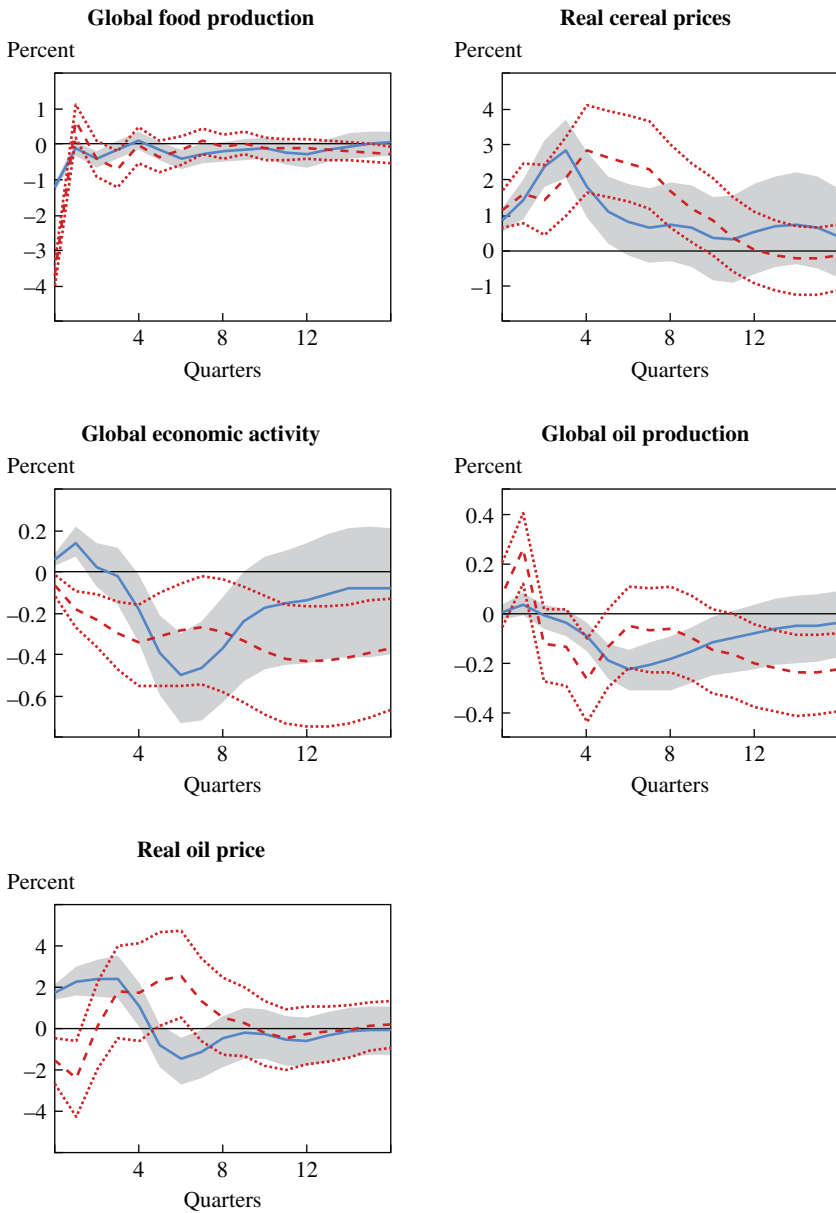 Global food production
Percent
1
0
–1
–2
–3
–4
4
8
12
Quarters
Real cereal prices
Percent
4
3
2
1
0
–1
4
8
12
Quarters
Global economic activity
Percent
0.2
0
–0.2
–0.4
–0.6
4
8
12
Quarters
Global oil production
Percent
0.4
0.2
0
–0.2
–0.4
4
8
12
Quarters
Real oil price
Percent
4
2
0
–2
–4
4
8
12
Quarters